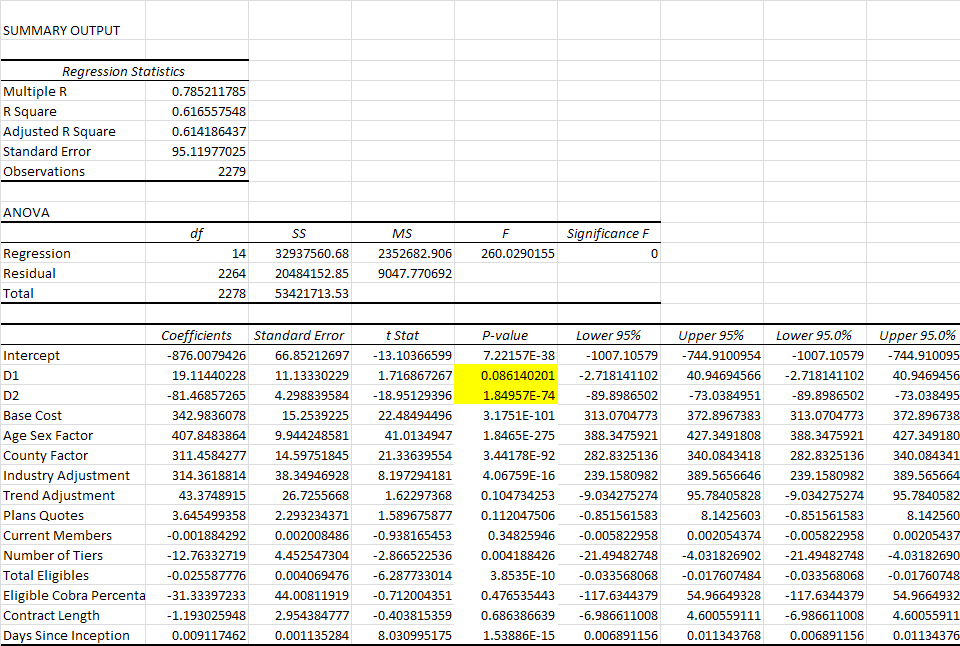 SUMMARY OUTPUT
Regression Statistics
Multiple R 0.785211785
R Square 0.616557548
Adjusted R Square 0.614186437
Standard Error 95.11977025
Observations 2279
ANOVA
df SS MS F Significance F
Regression 14 32937560.68 2352682.906 260.0290155 0
Residual 2264 20484152.85 9047.770692
Total 2278 53421713.53
Coefficients Standard Error t Stat P-value Lower 95% Upper 95% Lower 95.0% Upper 95.0%
Intercept -876.0079426 66.85212697 -13.10366599 7.22157E-38 -1007.10579 -744.9100954 -1007.10579 -744.910095
D1 19.11440228 11.13330229 1.716867267 0.086140201 -2.718141102 40.94694566 -2.718141102 40.9469456
D2 -81.46857265 4.298839584 -18.95129396 1.84957E-74 -89.8986502 -73.0384951 -89.8986502 -73.038495
Base Cost 342.9836078 15.2539225 22.48494496 3.1751E-101 313.0704773 372.8967383 313.0704773 372.896738
Age Sex Factor 407.8483864 9.944248581 41.0134947 1.8465E-275 388.3475921 427.3491808 388.3475921 427.349180
County Factor 311.4584277 14.59751845 21.33639554 3.44178E-92 282.8325136 340.0843418 282.8325136 340.084341
Industry Adjustment 314.3618814 38.34946928 8.197294181 4.06759E-16 239.1580982 389.5656646 239.1580982 389.565664
Trend Adjustment 43.3748915 26.7255668 1.62297368 0.104734253 -9.034275274 95.78405828 -9.034275274 95.7840582
Plans Quotes 3.645499358 2.293234371 1.589675877 0.112047506 -0.851561583 8.1425603 -0.851561583 8.142560
Current Members -0.001884292 0.002008486 -0.938165453 0.34825946 -0.005822958 0.002054374 -0.005822958 0.00205437
Number of Tiers -12.76332719 4.452547304 -2.866522536 0.004188426 -21.49482748 -4.031826902 -21.49482748 -4.03182690
Total Eligibles -0.025587776 0.004069476 -6.287733014 3.8535E-10 -0.033568068 -0.017607484 -0.033568068 -0.01760748
Eligible Cobra Percenta -31.33397233 44.00811919 -0.712004351 0.476535443 -117.6344379 54.96649328 -117.6344379 54.9664932
Contract Length -1.193025948 2.954384777 -0.403815359 0.686386639 -6.986611008 4.600559111 -6.986611008 4.60055911
Days Since Inception 0.009117462 0.001135284 8.030995175 1.53886E-15 0.006891156 0.011343768 0.006891156 0.01134376